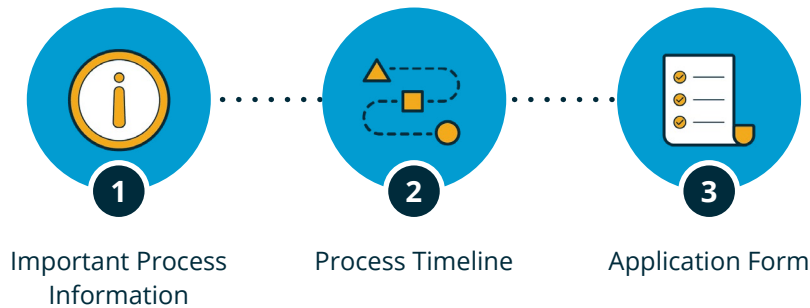 1
2
3
Important Process
Information
Process Timeline
Application Form